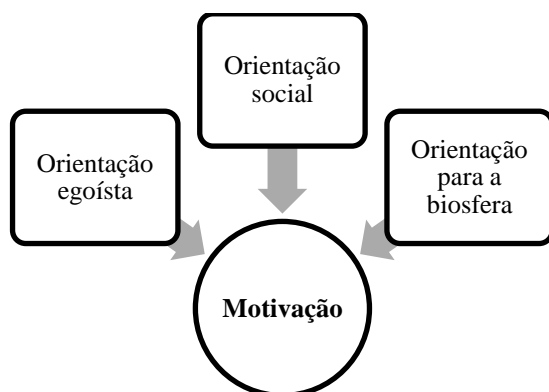 Orientação
social
Orientação
egoísta
Orientação
para a
biosfera
Motivação